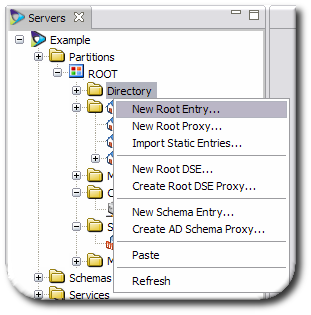 Servers
Example
Partitions
ROOT
Directory
New Root Entry...
New Root Proxy...
Import Static Entries...
New Root DSE...
M
Create Root DSE Proxy...
C
New Schema Entry...
S
Create AD Schema Proxy...
Paste
M
Schemas
Refresh
Services